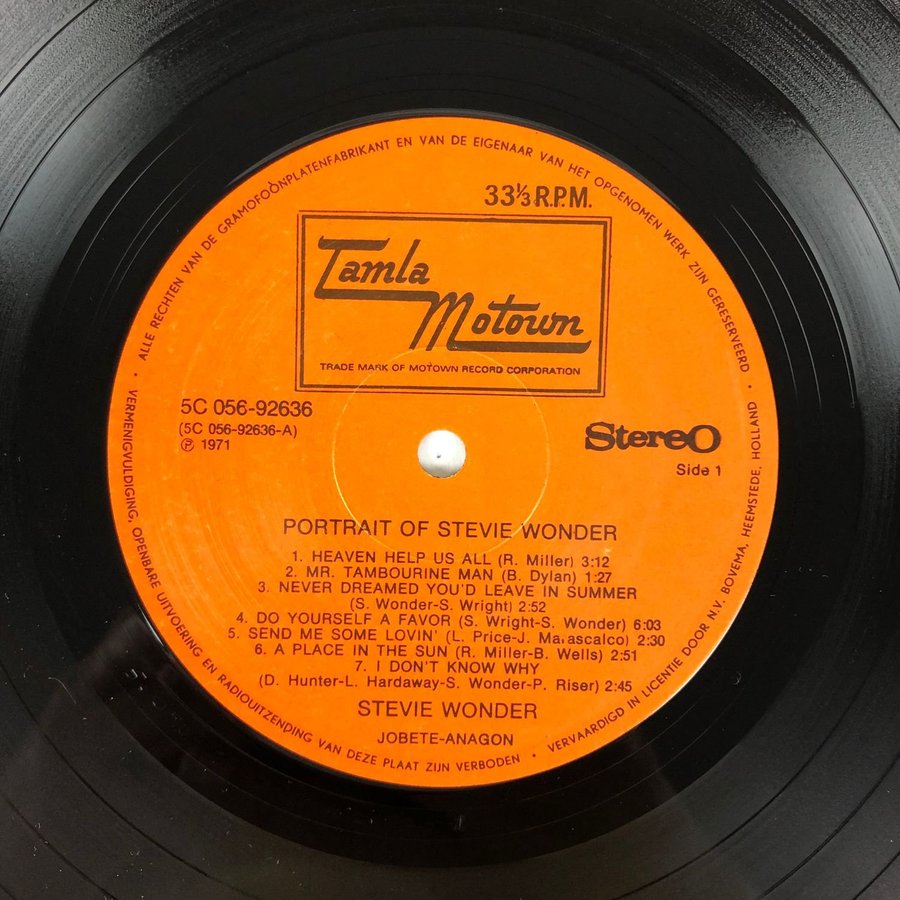 ALLE RECHTEN VAN DE GRAMOFOONPLATENFABRIKANT EN VAN DE EIGENAAR VAN HET OPGENOMEN WERK ZIJN GERESERVEERD •
33⅓ R.P.M.
Tamla
Motown
TRADE MARK OF MOTOWN RECORD CORPORATION
5C 056-92636
(5C 056-92636-A)
℗ 1971
Stereo
Side 1
PORTRAIT OF STEVIE WONDER
1. HEAVEN HELP US ALL (R. Miller) 3:12
2. MR. TAMBOURINE MAN (B. Dylan) 1:27
3. NEVER DREAMED YOU'D LEAVE IN SUMMER
(S. Wonder-S. Wright) 2:52
4. DO YOURSELF A FAVOR (S. Wright-S. Wonder) 6:03
5. SEND ME SOME LOVIN' (L. Price-J. Marascalco) 2:30
6. A PLACE IN THE SUN (R. Miller-B. Wells) 2:51
7. I DON'T KNOW WHY
(D. Hunter-L. Hardaway-S. Wonder-P. Riser) 2:45
STEVIE WONDER
JOBETE-ANAGON
• VERMENIGVULDIGING, OPENBARE UITVOERING EN RADIOUITZENDING VAN DEZE PLAAT ZIJN VERBODEN •
VERVAARDIGD IN LICENTIE DOOR N.V. BOVEMA, HEEMSTEDE, HOLLAND